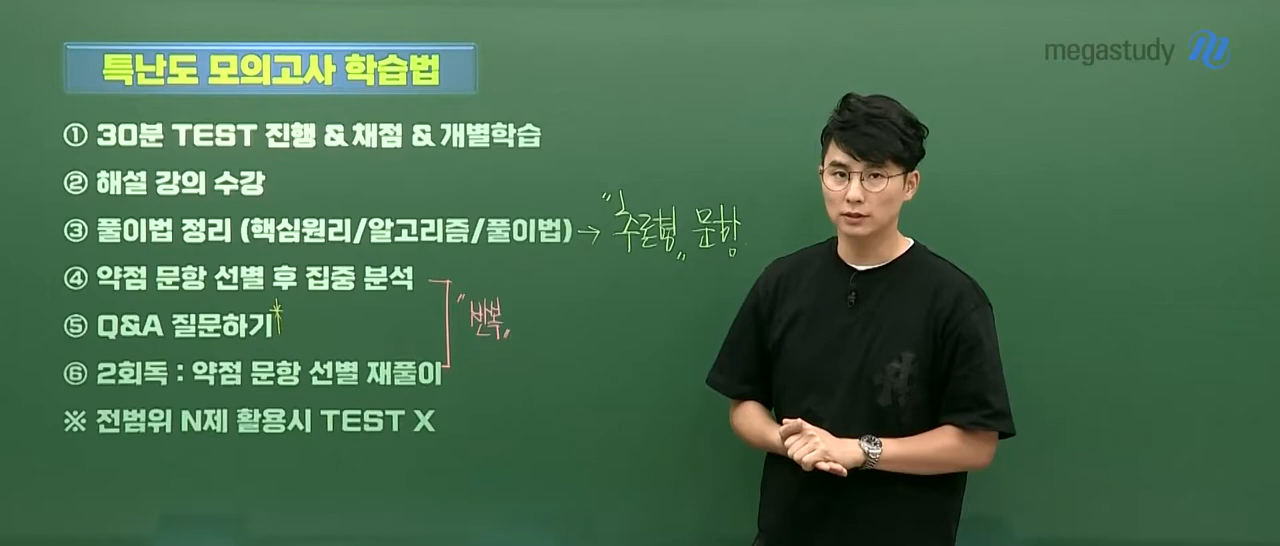 megastudy
특난도 모의고사 학습법
① 30분 TEST 진행 & 채점 & 개별학습
② 해설 강의 수강
③ 풀이법 정리 (핵심원리/알고리즘/풀이법) → "추론형" 문항
④ 약점 문항 선별 후 집중 분석
"반복"
⑤ Q&A 질문하기*
⑥ 2회독 : 약점 문항 선별 재풀이
※ 전범위 N제 활용시 TEST X